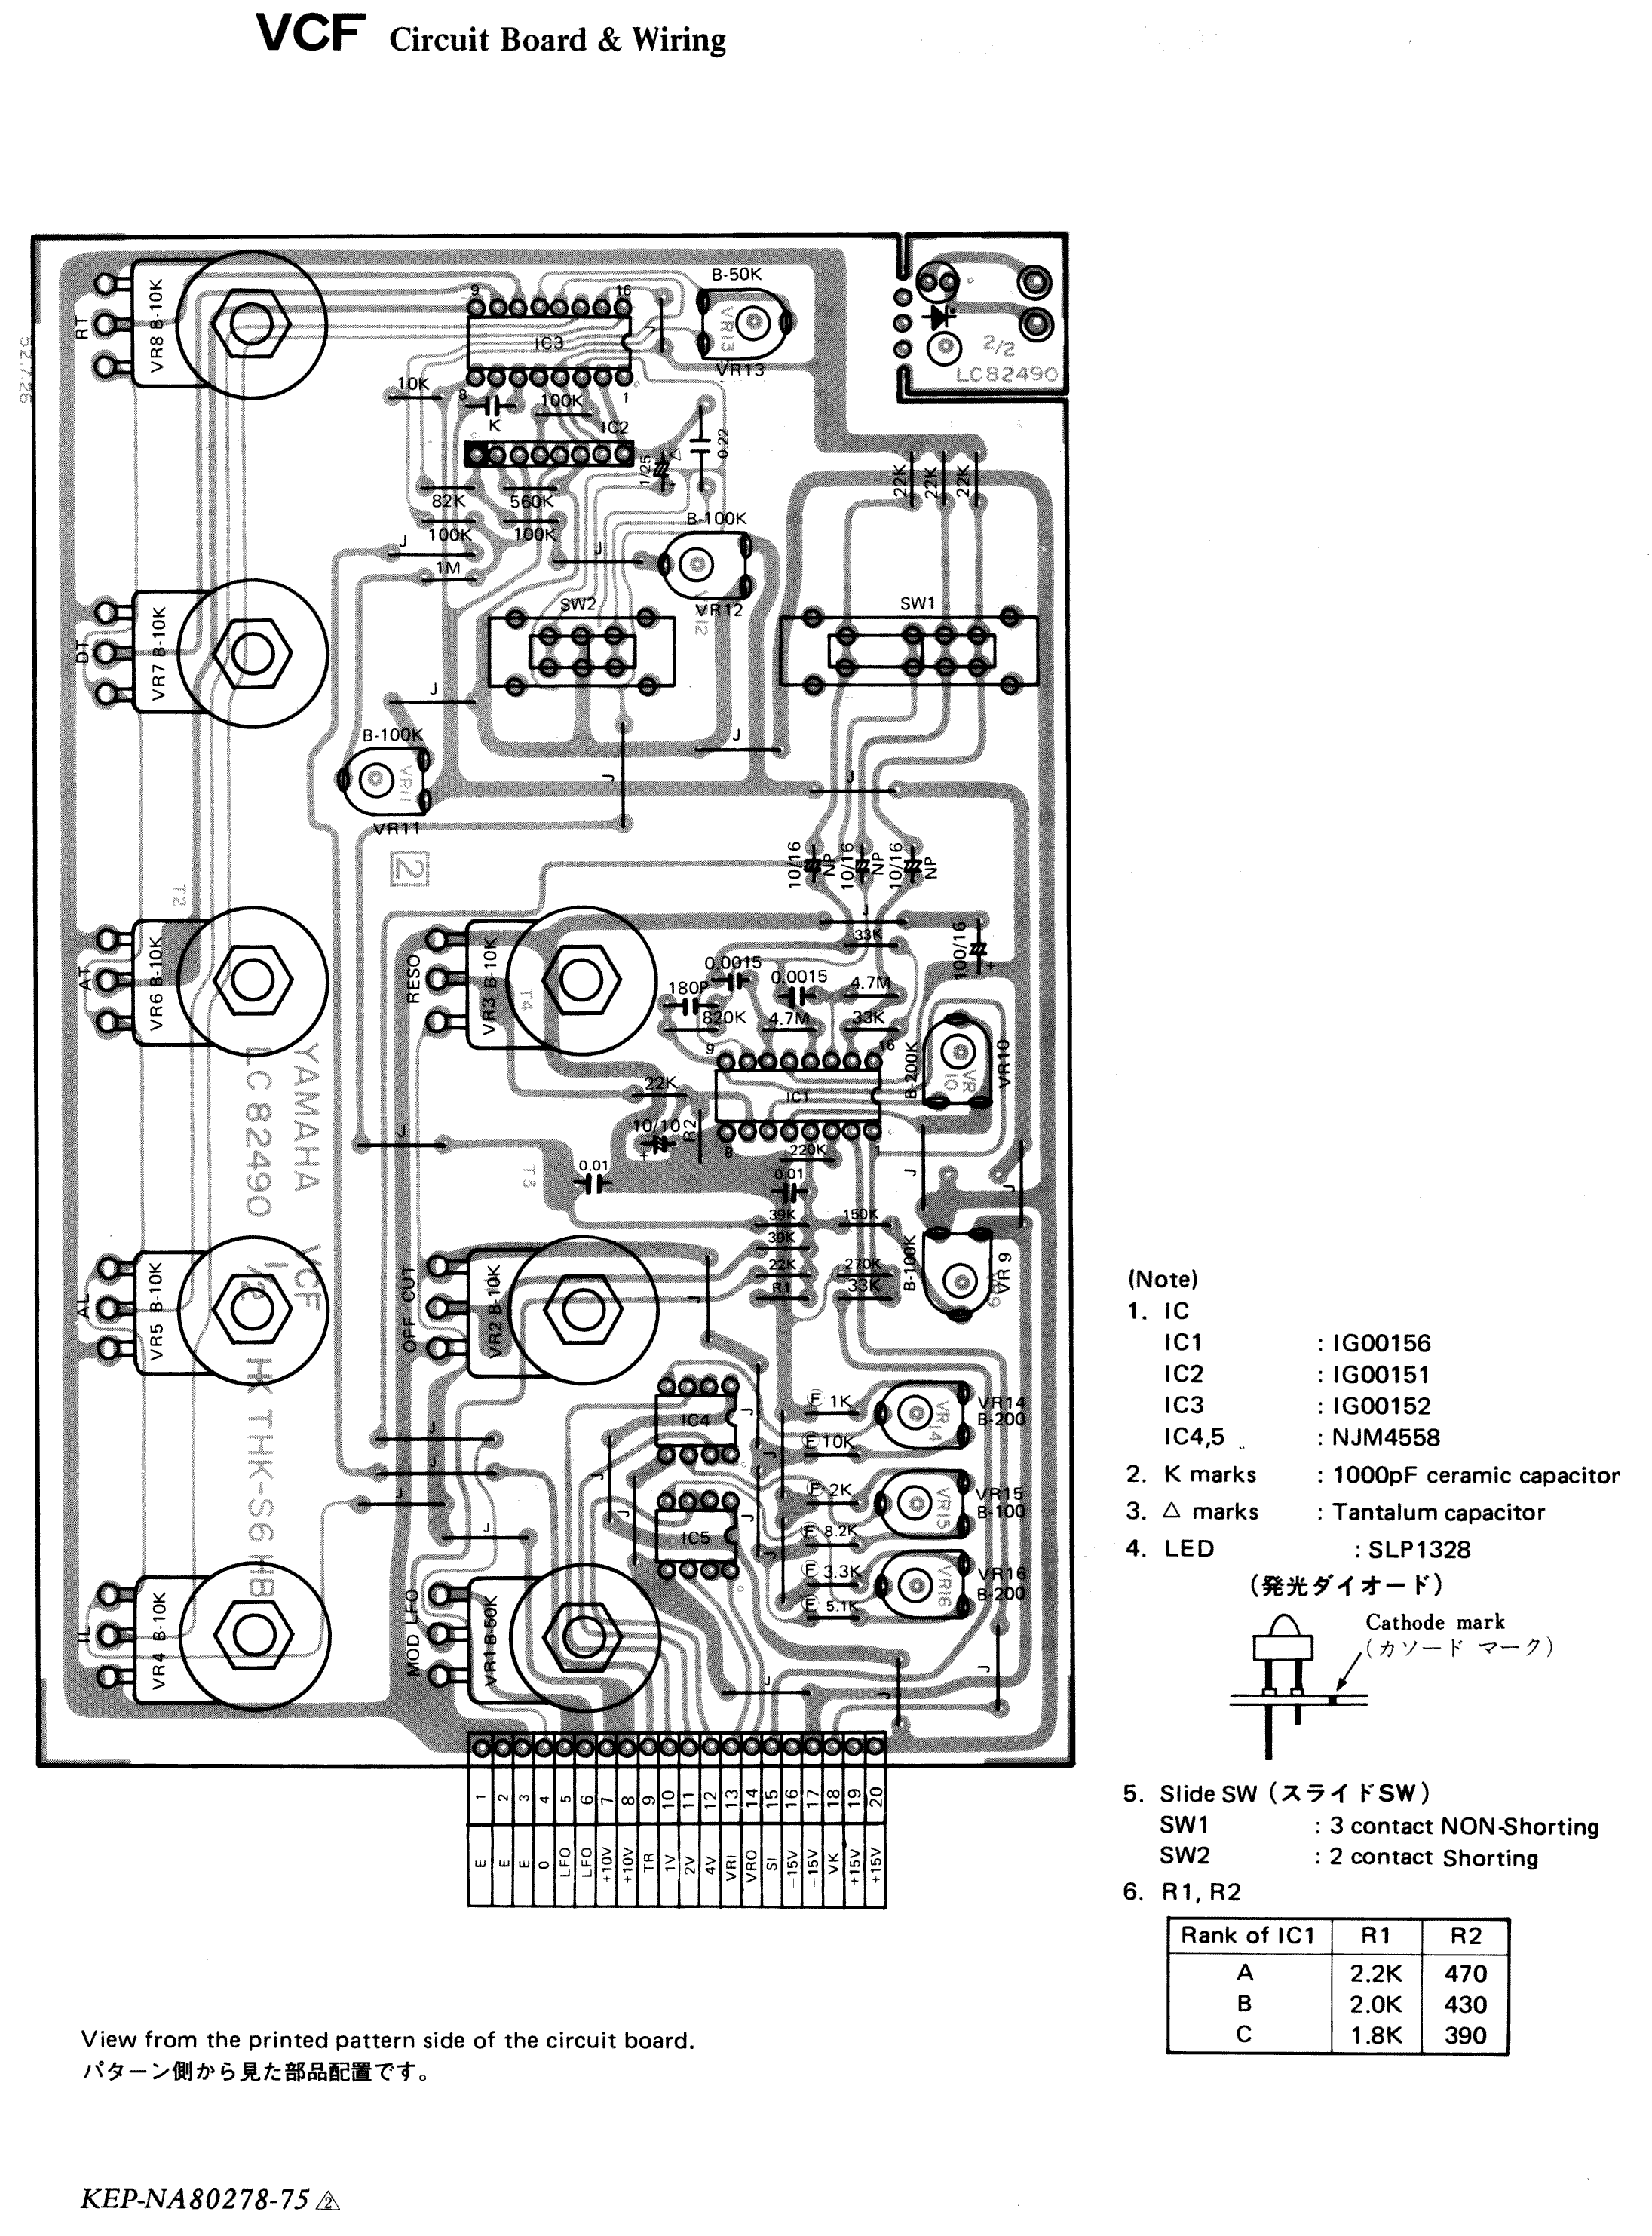 VCF Circuit Board & Wiring
52.7.26
RT
VR8 B-10K
9
16
IC3
8
1
10K
K
100K
IC2
J
B-50K
VR13
VR13
2/2
LC82490
82K
560K
100K
100K
1/25
△
+
0.22
22K
22K
22K
J
1M
J
B-100K
VR12
VR12
DT
VR7 B-10K
SW2
SW1
J
B-100K
VR11
VR11
J
J
J
2
T2
10/16
NP
10/16
NP
10/16
NP
AT
VR6 B-10K
RESO
VR3 B-10K
T4
J
33K
100/16
+
0.0015
0.0015
180P
4.7M
820K
4.7M
33K
9
16
IC1
8
1
B-200K
VR10
VR10
22K
10/10
+
R2
220K
J
T3
0.01
0.01
J
J
39K
150K
39K
22K
270K
R1
33K
B-100K
VR 9
VR9
YAMAHA VCF
LC 82490 1/2
HK THK-S6 HB
AL
VR5 B-10K
OFF CUT
VR2 B-10K
J
IC4
J
J
F 1K
F 10K
VR14
VR14
B-200
J
J
J
J
J
IC5
J
J
F 2K
F 8.2K
VR15
VR15
B-100
F 3.3K
F 5.1K
VR16
VR16
B-200
IL
VR4 B-10K
MOD LFO
VR1 B-50K
J
J
J
1 2 3 4 5 6 7 8 9 10 11 12 13 14 15 16 17 18 19 20
E E E 0 LFO LFO +10V +10V TR 1V 2V 4V VRI VRO SI -15V -15V VK +15V +15V
(Note)
1. IC
IC1 : IG00156
IC2 : IG00151
IC3 : IG00152
IC4,5 : NJM4558
2. K marks : 1000pF ceramic capacitor
3. △ marks : Tantalum capacitor
4. LED : SLP1328
(発光ダイオード)
Cathode mark
(カソード マーク)
5. Slide SW (スライドSW)
SW1 : 3 contact NON-Shorting
SW2 : 2 contact Shorting
6. R1, R2
Rank of IC1 R1 R2
A 2.2K 470
B 2.0K 430
C 1.8K 390
View from the printed pattern side of the circuit board.
パターン側から見た部品配置です。
KEP-NA80278-75 2